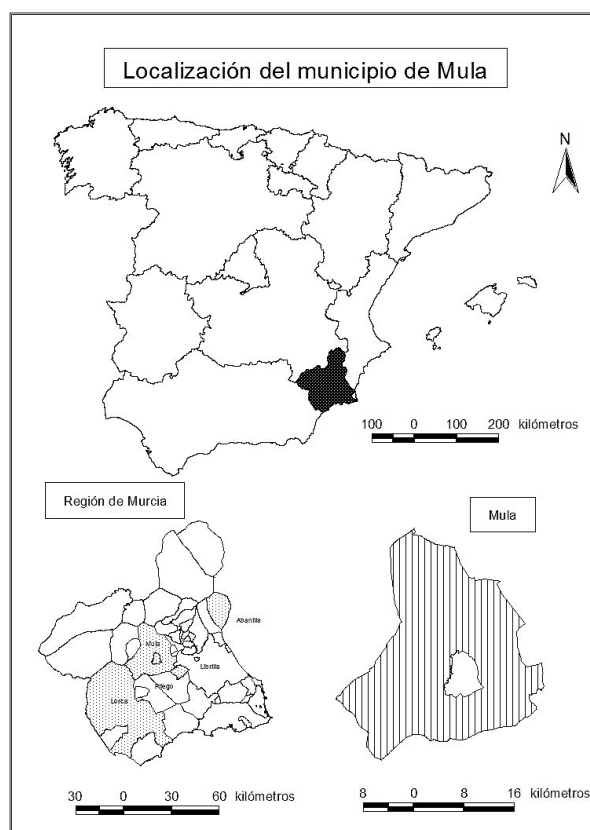 Localización del municipio de Mula
N
100 0 100 200 kilómetros
Región de Murcia
Mula
Abanilla
Mula
Librilla
Pliego
Lorca
30 0 30 60 kilómetros
8 0 8 16 kilómetros